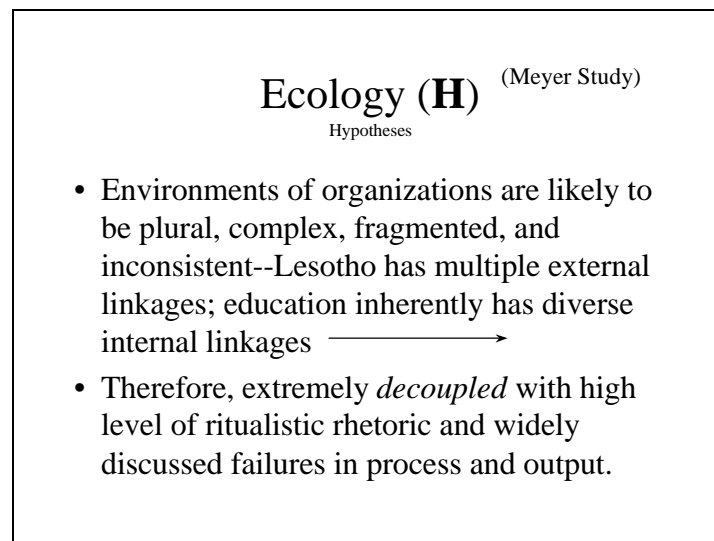 Ecology (H) (Meyer Study)
Hypotheses
• Environments of organizations are likely to
be plural, complex, fragmented, and
inconsistent--Lesotho has multiple external
linkages; education inherently has diverse
internal linkages
• Therefore, extremely decoupled with high
level of ritualistic rhetoric and widely
discussed failures in process and output.